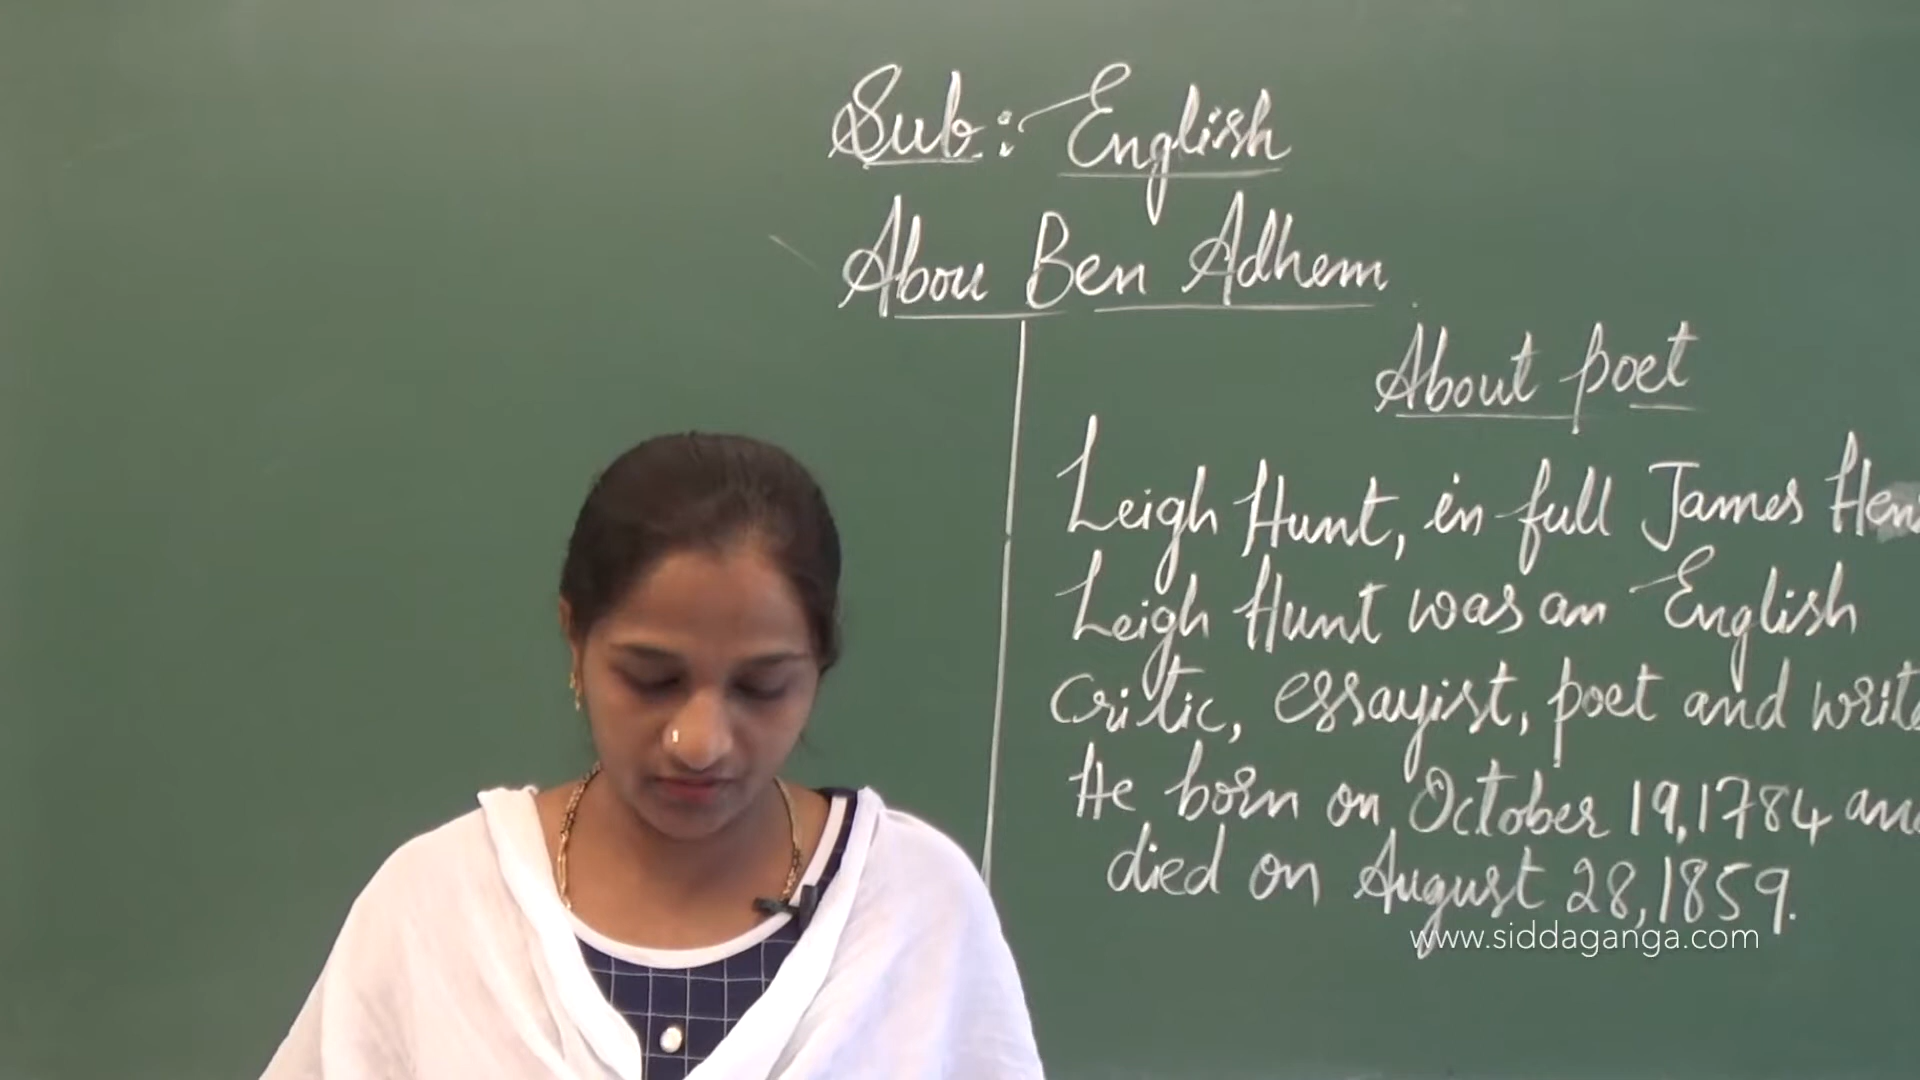 Sub: English
Abou Ben Adhem
About poet
Leigh Hunt, in full James
Leigh Hunt was an English
critic, essayist, poet and
He born on October 19, 1784
died on August 28, 1859.
www.siddaganga.com